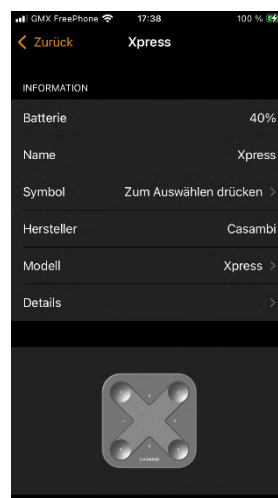 GMX FreePhone 17:38 100 %
Zurück Xpress
INFORMATION
Batterie 40%
Name Xpress
Symbol Zum Auswählen drücken
Hersteller Casambi
Modell Xpress
Details
CASAMBI